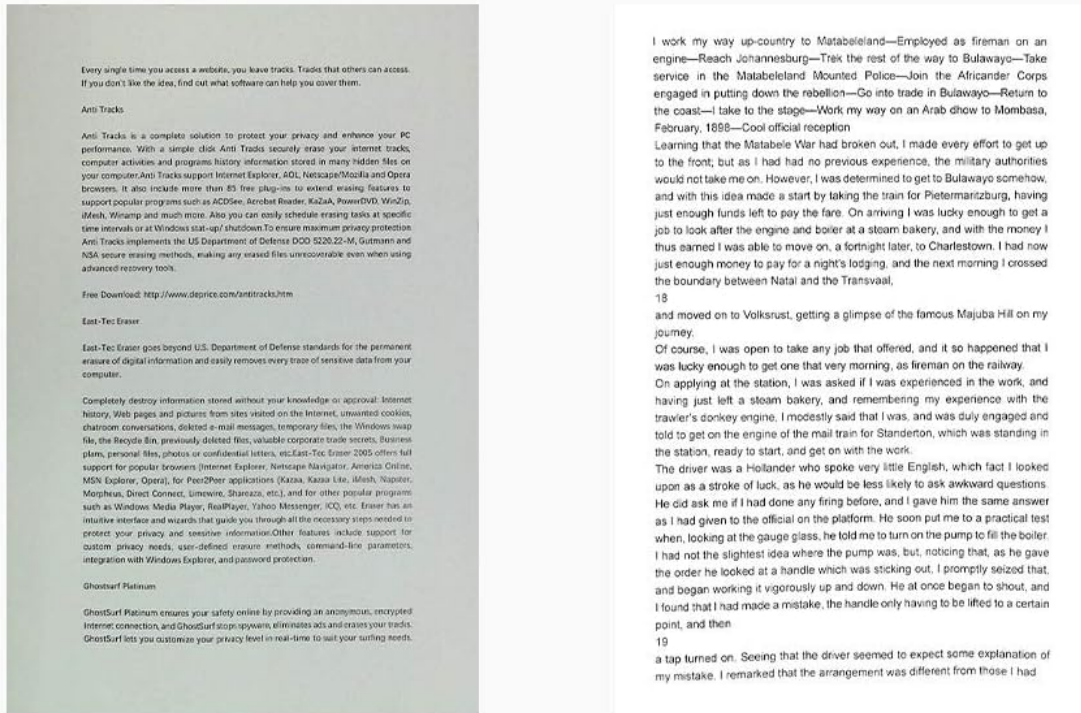 Every single time you access a website, you leave tracks. Tracks that others can access.
If you don't like the idea, find out what software can help you cover them.
Anti Tracks
Anti Tracks is a complete solution to protect your privacy and enhance your PC
performance. With a simple click Anti Tracks securely erase your internet tracks,
computer activities and programs history information stored in many hidden files on
your computer.Anti Tracks support Internet Explorer, AOL, Netscape/Mozilla and Opera
browsers. It also include more than 85 free plug-ins to extend erasing features to
support popular programs such as ACDSee, Acrobat Reader, KaZaA, PowerDVD, WinZip,
iMesh, Winamp and much more. Also you can easily schedule erasing tasks at specific
time intervals or at Windows stat-up/ shutdown.To ensure maximum privacy protection
Anti Tracks implements the US Department of Defense DOD 5220.22-M, Gutmann and
NSA secure erasing methods, making any erased files unrecoverable even when using
advanced recovery tools.
Free Download: http://www.deprice.com/antitracks.htm
East-Tec Eraser
East-Tec Eraser goes beyond U.S. Department of Defense standards for the permanent
erasure of digital information and easily removes every trace of sensitive data from your
computer.
Completely destroy information stored without your knowledge or approval: Internet
history, Web pages and pictures from sites visited on the Internet, unwanted cookies,
chatroom conversations, deleted e-mail messages, temporary files, the Windows swap
file, the Recycle Bin, previously deleted files, valuable corporate trade secrets, Business
plans, personal files, photos or confidential letters, etc.East-Tec Eraser 2005 offers full
support for popular browsers (Internet Explorer, Netscape Navigator, America Online,
MSN Explorer, Opera), for Peer2Peer applications (Kazaa, Kazaa Lite, iMesh, Napster,
Morpheus, Direct Connect, Limewire, Shareaza, etc.), and for other popular programs
such as Windows Media Player, RealPlayer, Yahoo Messenger, ICQ, etc. Eraser has an
intuitive interface and wizards that guide you through all the necessary steps needed to
protect your privacy and sensitive information.Other features include support for
custom privacy needs, user-defined erasure methods, command-line parameters,
integration with Windows Explorer, and password protection.
Ghostsurf Platinum
GhostSurf Platinum ensures your safety online by providing an anonymous, encrypted
Internet connection, and GhostSurf stops spyware, eliminates ads and erases your tracks.
GhostSurf lets you customize your privacy level in real-time to suit your surfing needs.
I work my way up-country to Matabeleland—Employed as fireman on an
engine—Reach Johannesburg—Trek the rest of the way to Bulawayo—Take
service in the Matabeleland Mounted Police—Join the Africander Corps
engaged in putting down the rebellion—Go into trade in Bulawayo—Return to
the coast—I take to the stage—Work my way on an Arab dhow to Mombasa,
February, 1898—Cool official reception
Learning that the Matabele War had broken out, I made every effort to get up
to the front; but as I had had no previous experience, the military authorities
would not take me on. However, I was determined to get to Bulawayo somehow,
and with this idea made a start by taking the train for Pietermaritzburg, having
just enough funds left to pay the fare. On arriving I was lucky enough to get a
job to look after the engine and boiler at a steam bakery, and with the money I
thus earned I was able to move on, a fortnight later, to Charlestown. I had now
just enough money to pay for a night's lodging, and the next morning I crossed
the boundary between Natal and the Transvaal,
18
and moved on to Volksrust, getting a glimpse of the famous Majuba Hill on my
journey.
Of course, I was open to take any job that offered, and it so happened that I
was lucky enough to get one that very morning, as fireman on the railway.
On applying at the station, I was asked if I was experienced in the work, and
having just left a steam bakery, and remembering my experience with the
trawler's donkey engine, I modestly said that I was, and was duly engaged and
told to get on the engine of the mail train for Standerton, which was standing in
the station, ready to start, and get on with the work.
The driver was a Hollander who spoke very little English, which fact I looked
upon as a stroke of luck, as he would be less likely to ask awkward questions.
He did ask me if I had done any firing before, and I gave him the same answer
as I had given to the official on the platform. He soon put me to a practical test
when, looking at the gauge glass, he told me to turn on the pump to fill the boiler.
I had not the slightest idea where the pump was, but, noticing that, as he gave
the order he looked at a handle which was sticking out, I promptly seized that,
and began working it vigorously up and down. He at once began to shout, and
I found that I had made a mistake, the handle only having to be lifted to a certain
point, and then
19
a tap turned on. Seeing that the driver seemed to expect some explanation of
my mistake, I remarked that the arrangement was different from those I had